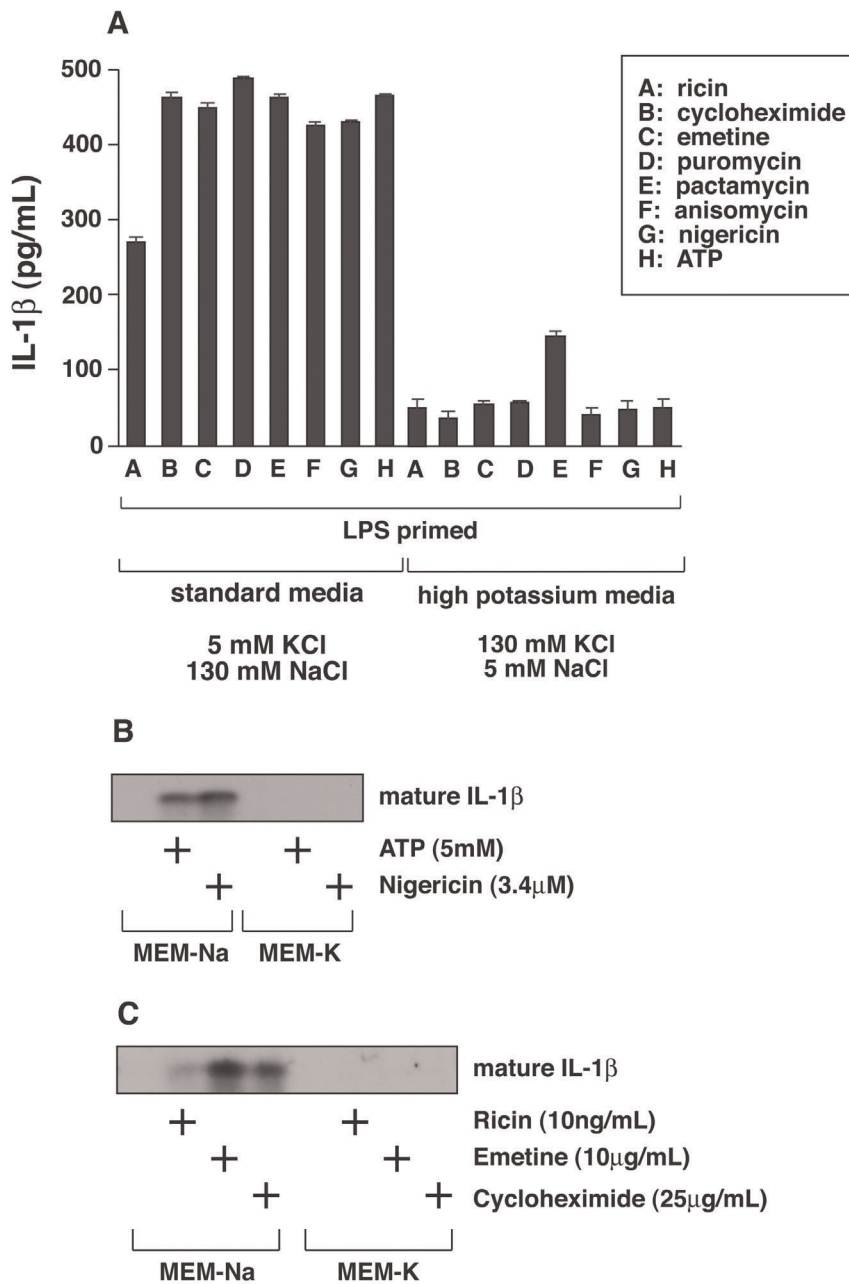 A
500
400
300
200
100
0
IL-1β (pg/mL)
A: ricin
B: cycloheximide
C: emetine
D: puromycin
E: pactamycin
F: anisomycin
G: nigericin
H: ATP
A B C D E F G H A B C D E F G H
LPS primed
standard media high potassium media
5 mM KCl 130 mM KCl
130 mM NaCl 5 mM NaCl
B
mature IL-1β
+ + ATP (5mM)
+ + Nigericin (3.4μM)
MEM-Na MEM-K
C
mature IL-1β
+ + Ricin (10ng/mL)
+ + Emetine (10μg/mL)
+ + Cycloheximide (25μg/mL)
MEM-Na MEM-K